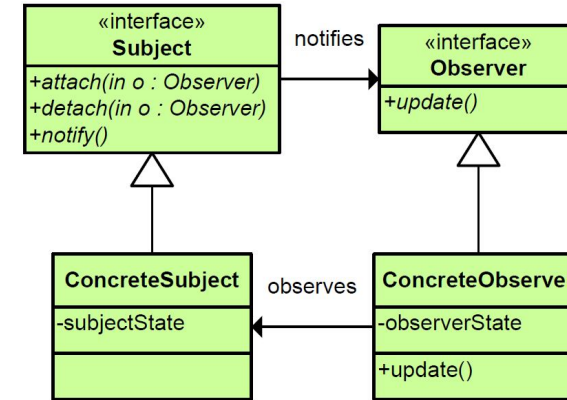 «interface»
Subject
+attach(in o : Observer)
+detach(in o : Observer)
+notify()
notifies
«interface»
Observer
+update()
ConcreteSubject
-subjectState
observes
ConcreteObserve
-observerState
+update()